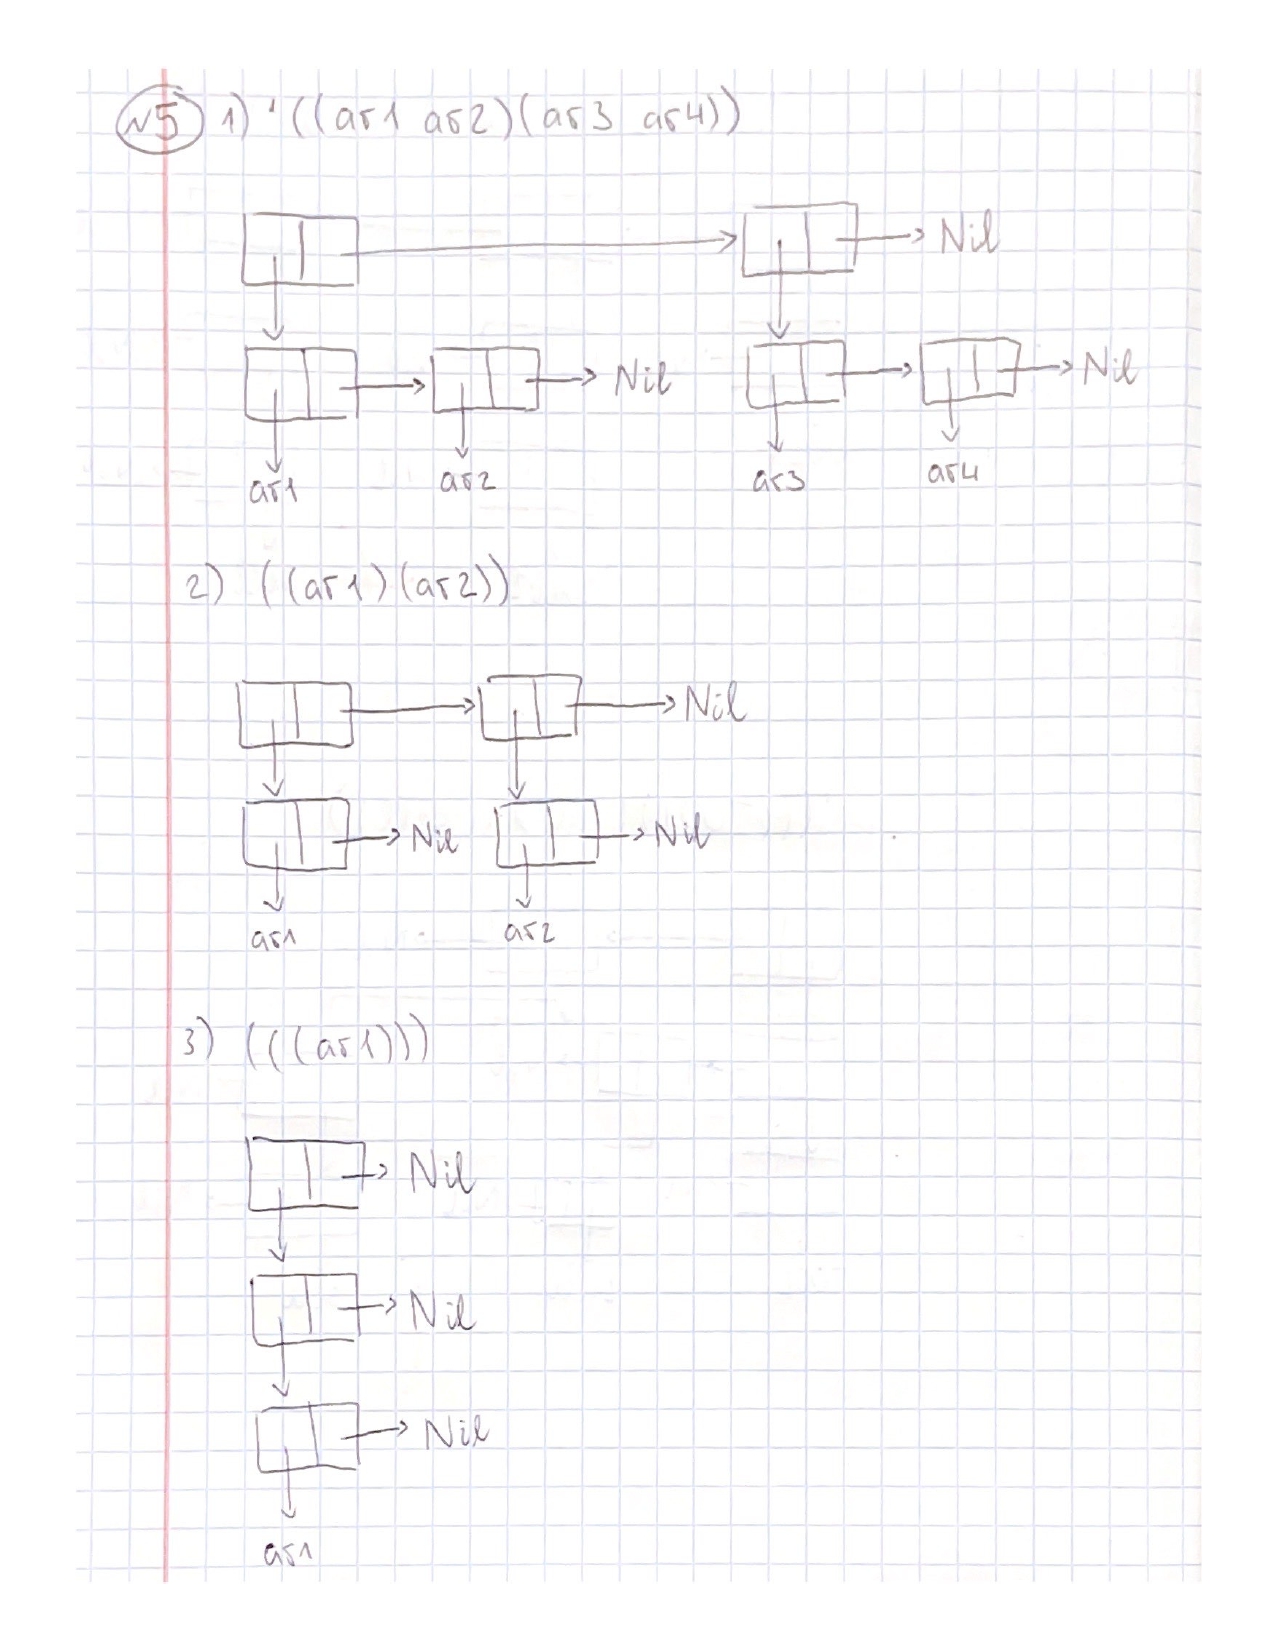 №5 1) '((ar1 ar2)(ar3 ar4))
Nil
Nil Nil
ar1 ar2 ar3 ar4
2) ((ar1)(ar2))
Nil
Nil Nil
ar1 ar2
3) (((ar1)))
Nil
Nil
Nil
ar1